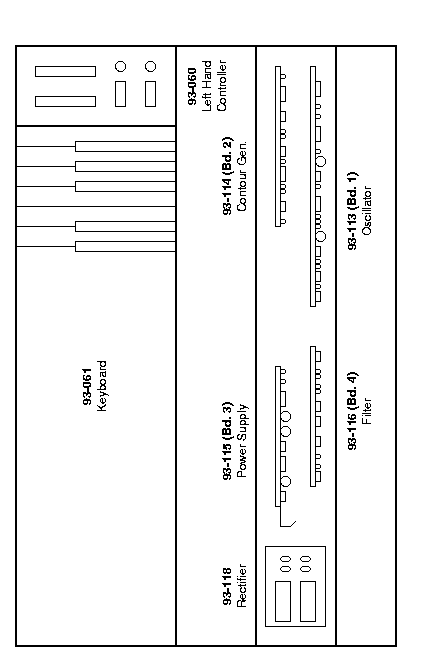 93-060
Left Hand
Controller
93-114 (Bd. 2)
Contour Gen.
93-113 (Bd. 1)
Oscillator
93-061
Keyboard
93-115 (Bd. 3)
Power Supply
93-116 (Bd. 4)
Filter
93-118
Rectifier